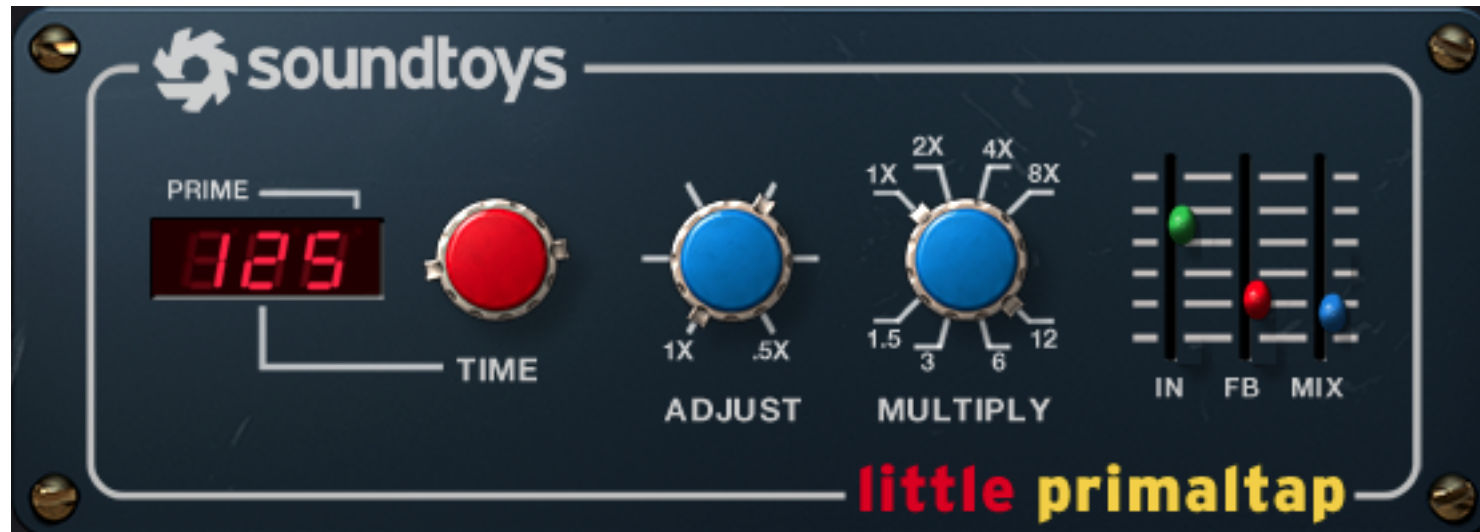 soundtoys
PRIME
125
TIME
1X
.5X
ADJUST
1X
2X
4X
8X
1.5
3
6
12
MULTIPLY
IN
FB
MIX
little primaltap